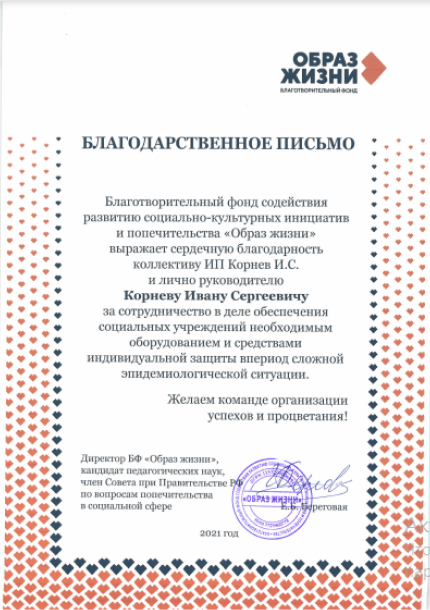 ОБРАЗ
ЖИЗНИ
БЛАГОТВОРИТЕЛЬНЫЙ ФОНД
БЛАГОДАРСТВЕННОЕ ПИСЬМО
Благотворительный фонд содействия
развитию социально-культурных инициатив
и попечительства «Образ жизни»
выражает сердечную благодарность
коллективу ИП Корнев И.С.
и лично руководителю
Корневу Ивану Сергеевичу
за сотрудничество в деле обеспечения
социальных учреждений необходимым
оборудованием и средствами
индивидуальной защиты впериод сложной
эпидемиологической ситуации.
Желаем команде организации
успехов и процветания!
Директор БФ «Образ жизни»,
кандидат педагогических наук,
член Совета при Правительстве РФ
по вопросам попечительства
в социальной сфере
«ОБРАЗ ЖИЗНИ»
Е.В. Береговая
2021 год